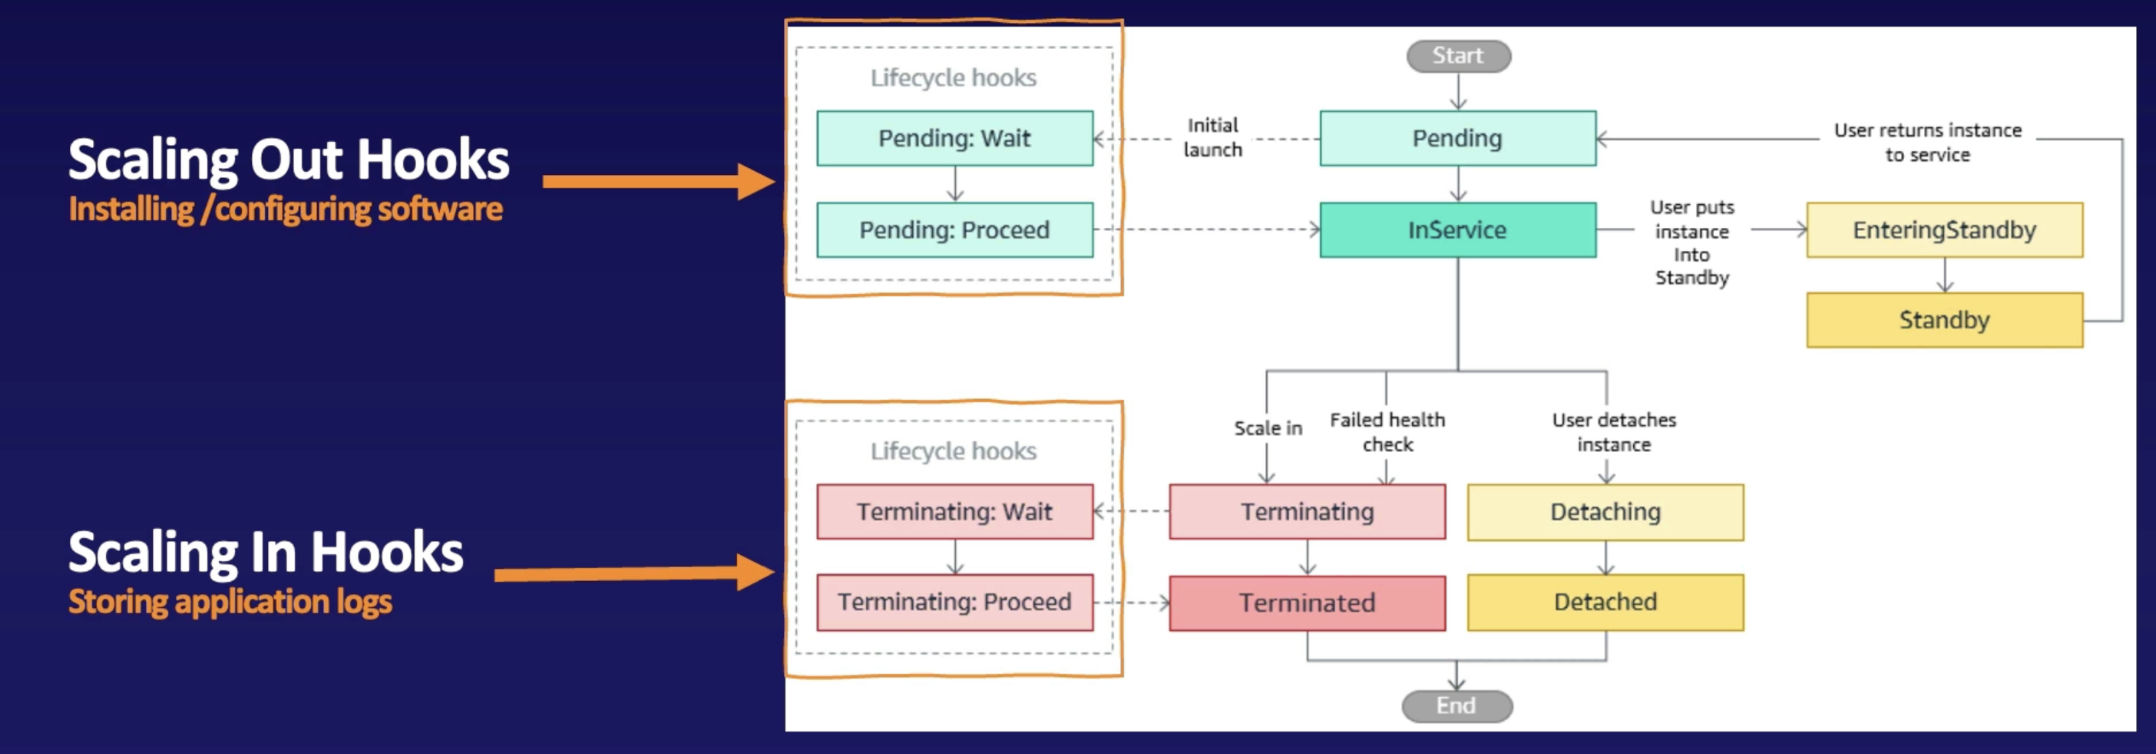 Scaling Out Hooks
Installing /configuring software
Scaling In Hooks
Storing application logs
Lifecycle hooks
Pending: Wait
Pending: Proceed
Initial
launch
Start
Pending
InService
User returns instance
to service
User puts
instance
Into
Standby
EnteringStandby
Standby
Scale in
Failed health
check
User detaches
instance
Lifecycle hooks
Terminating: Wait
Terminating: Proceed
Terminating
Terminated
Detaching
Detached
End